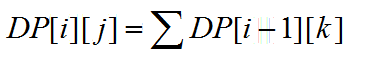 DP[i][j] = ∑ DP[i−1][k]